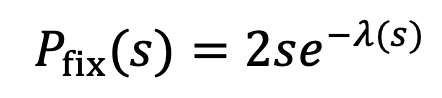 P_fix(s) = 2se^{−λ(s)}